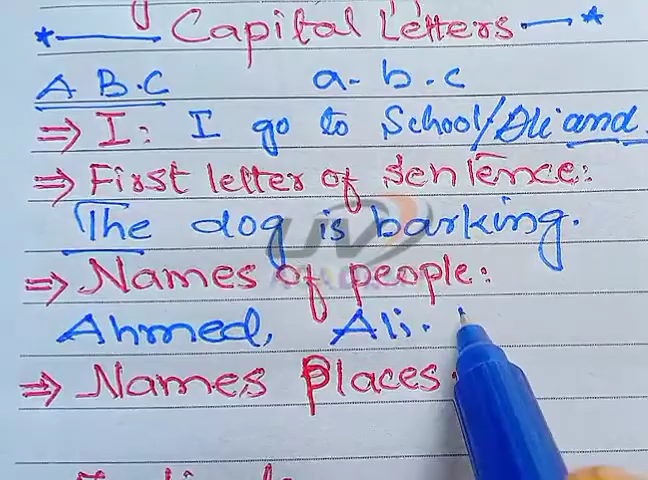 Capital Letters
A B.C a. b. c
⇒ I: I go to School/Ali and
⇒ First letter of sentence:
The dog is barking.
⇒ Names of people:
Ahmed, Ali.
⇒ Names Places: